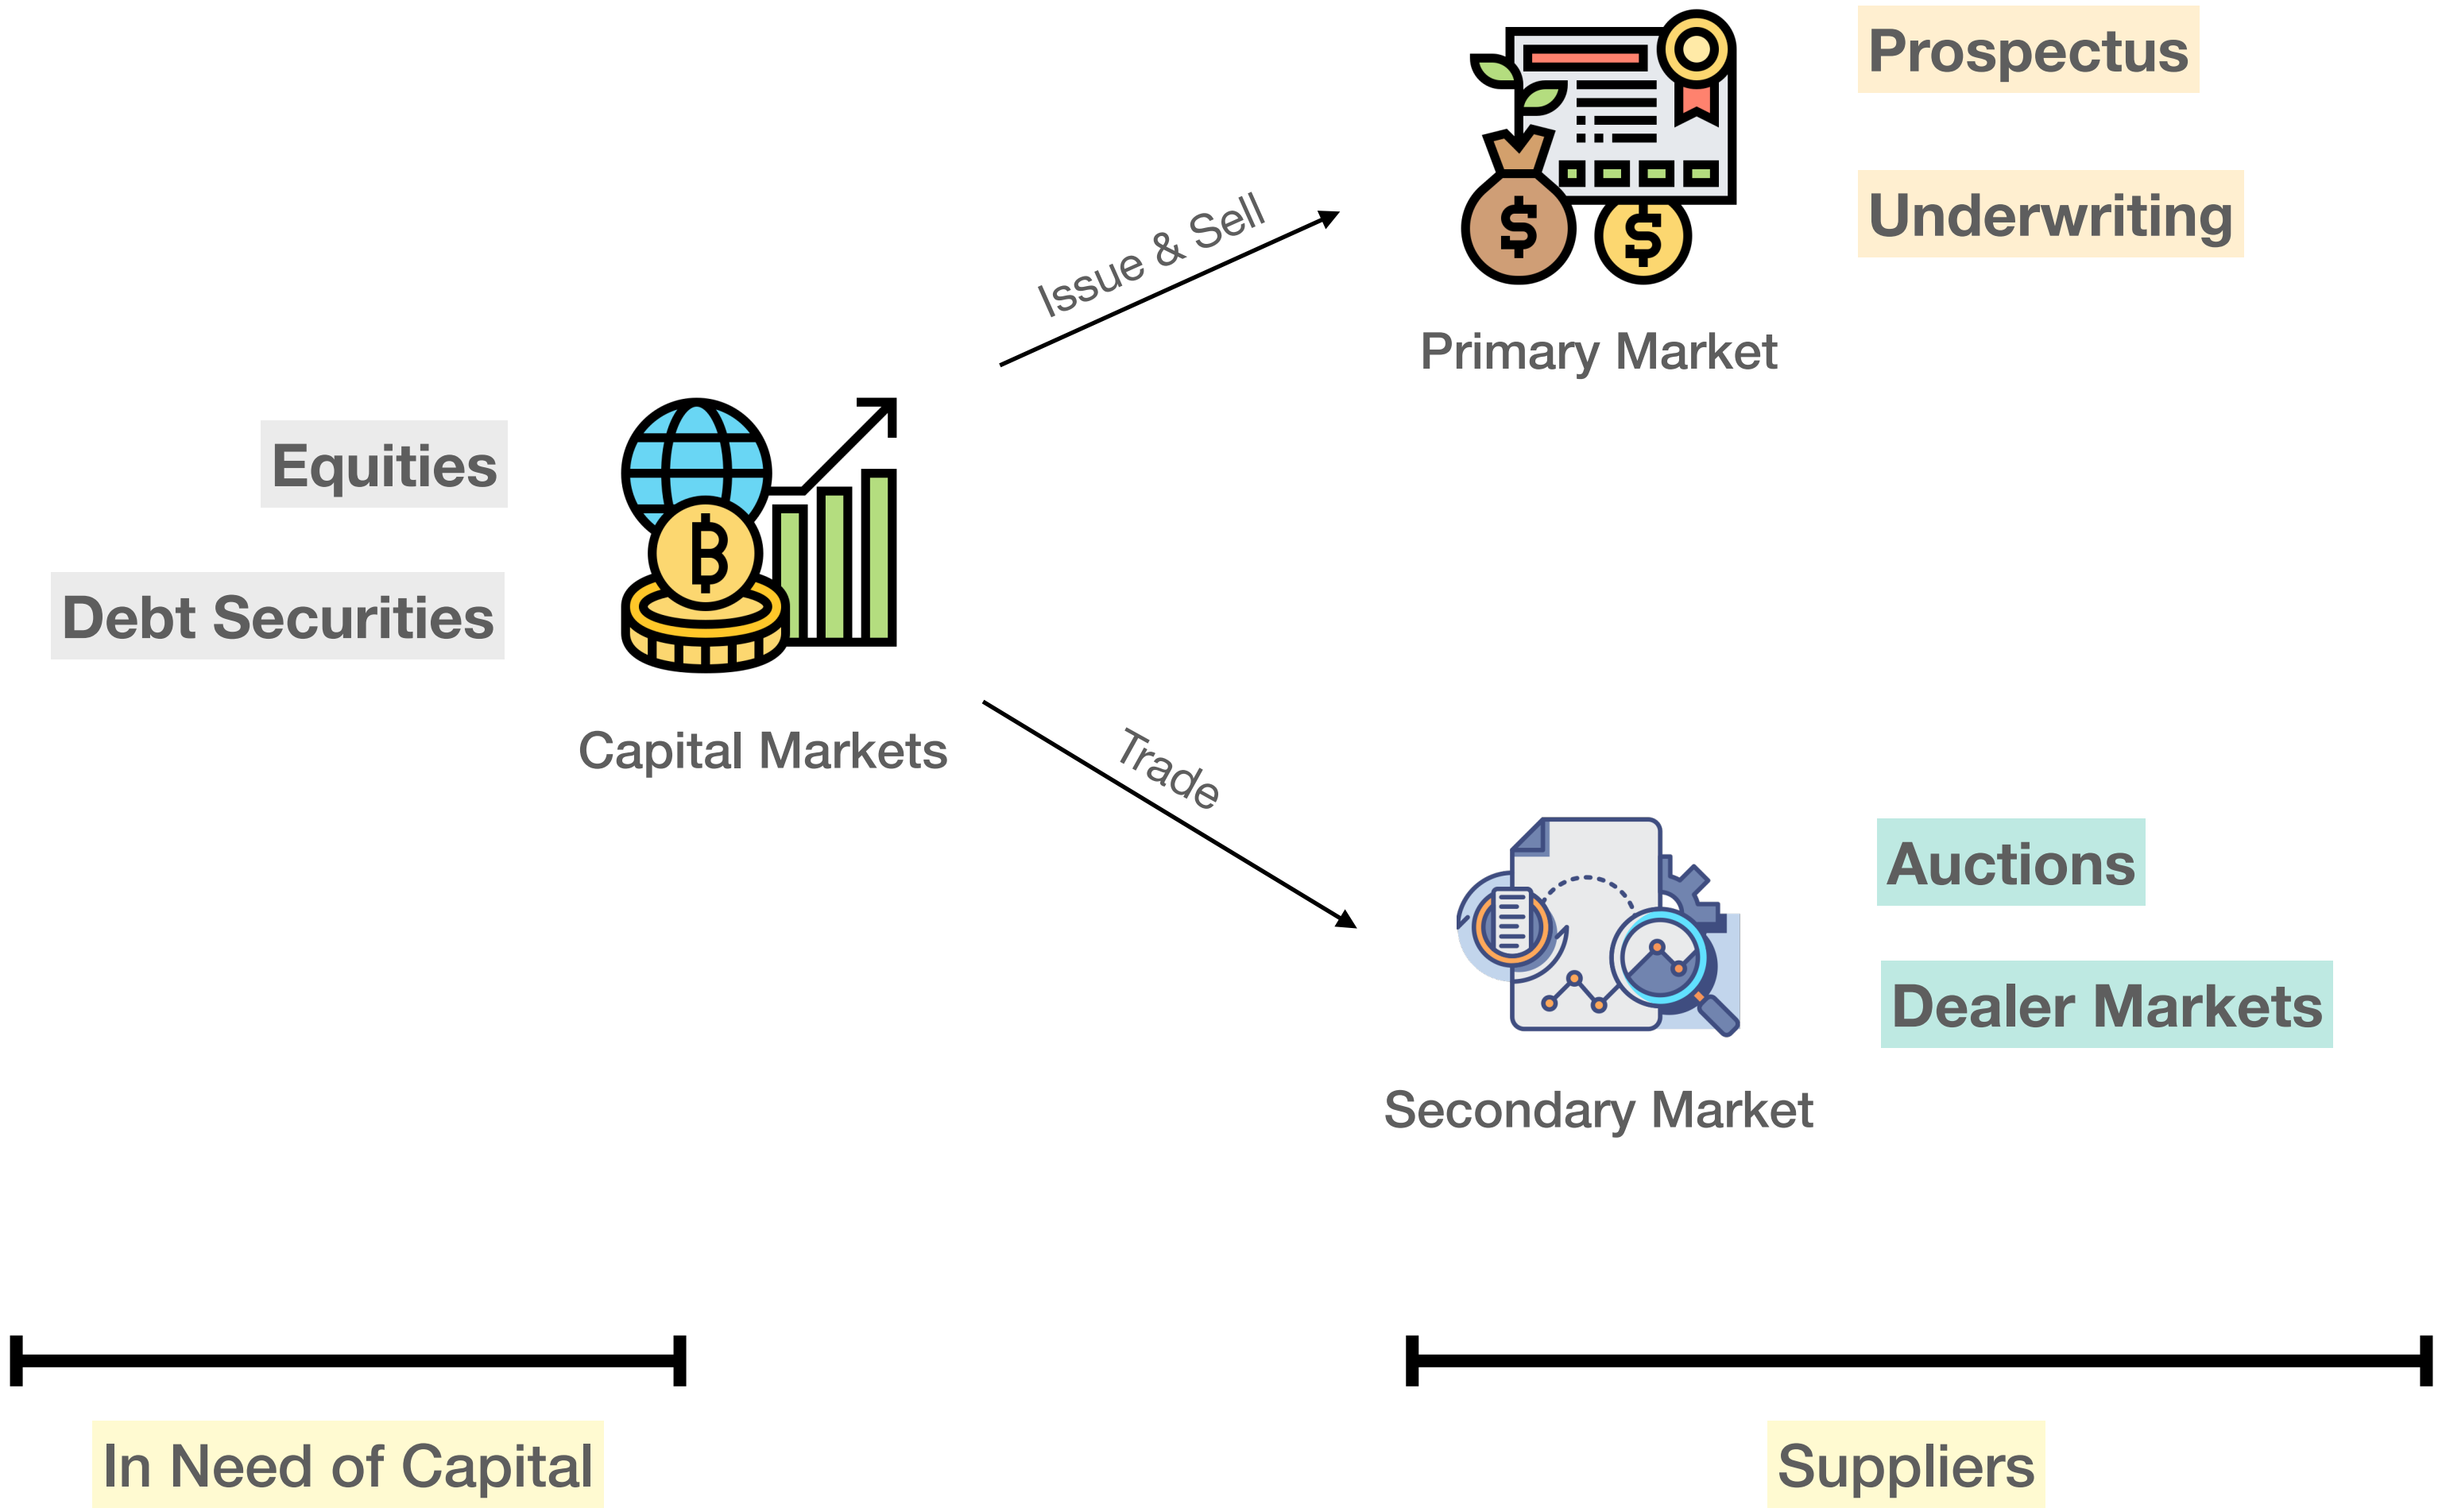 Prospectus
Underwriting
Issue & Sell
Primary Market
Equities
Debt Securities
Capital Markets
Trade
Auctions
Dealer Markets
Secondary Market
In Need of Capital
Suppliers